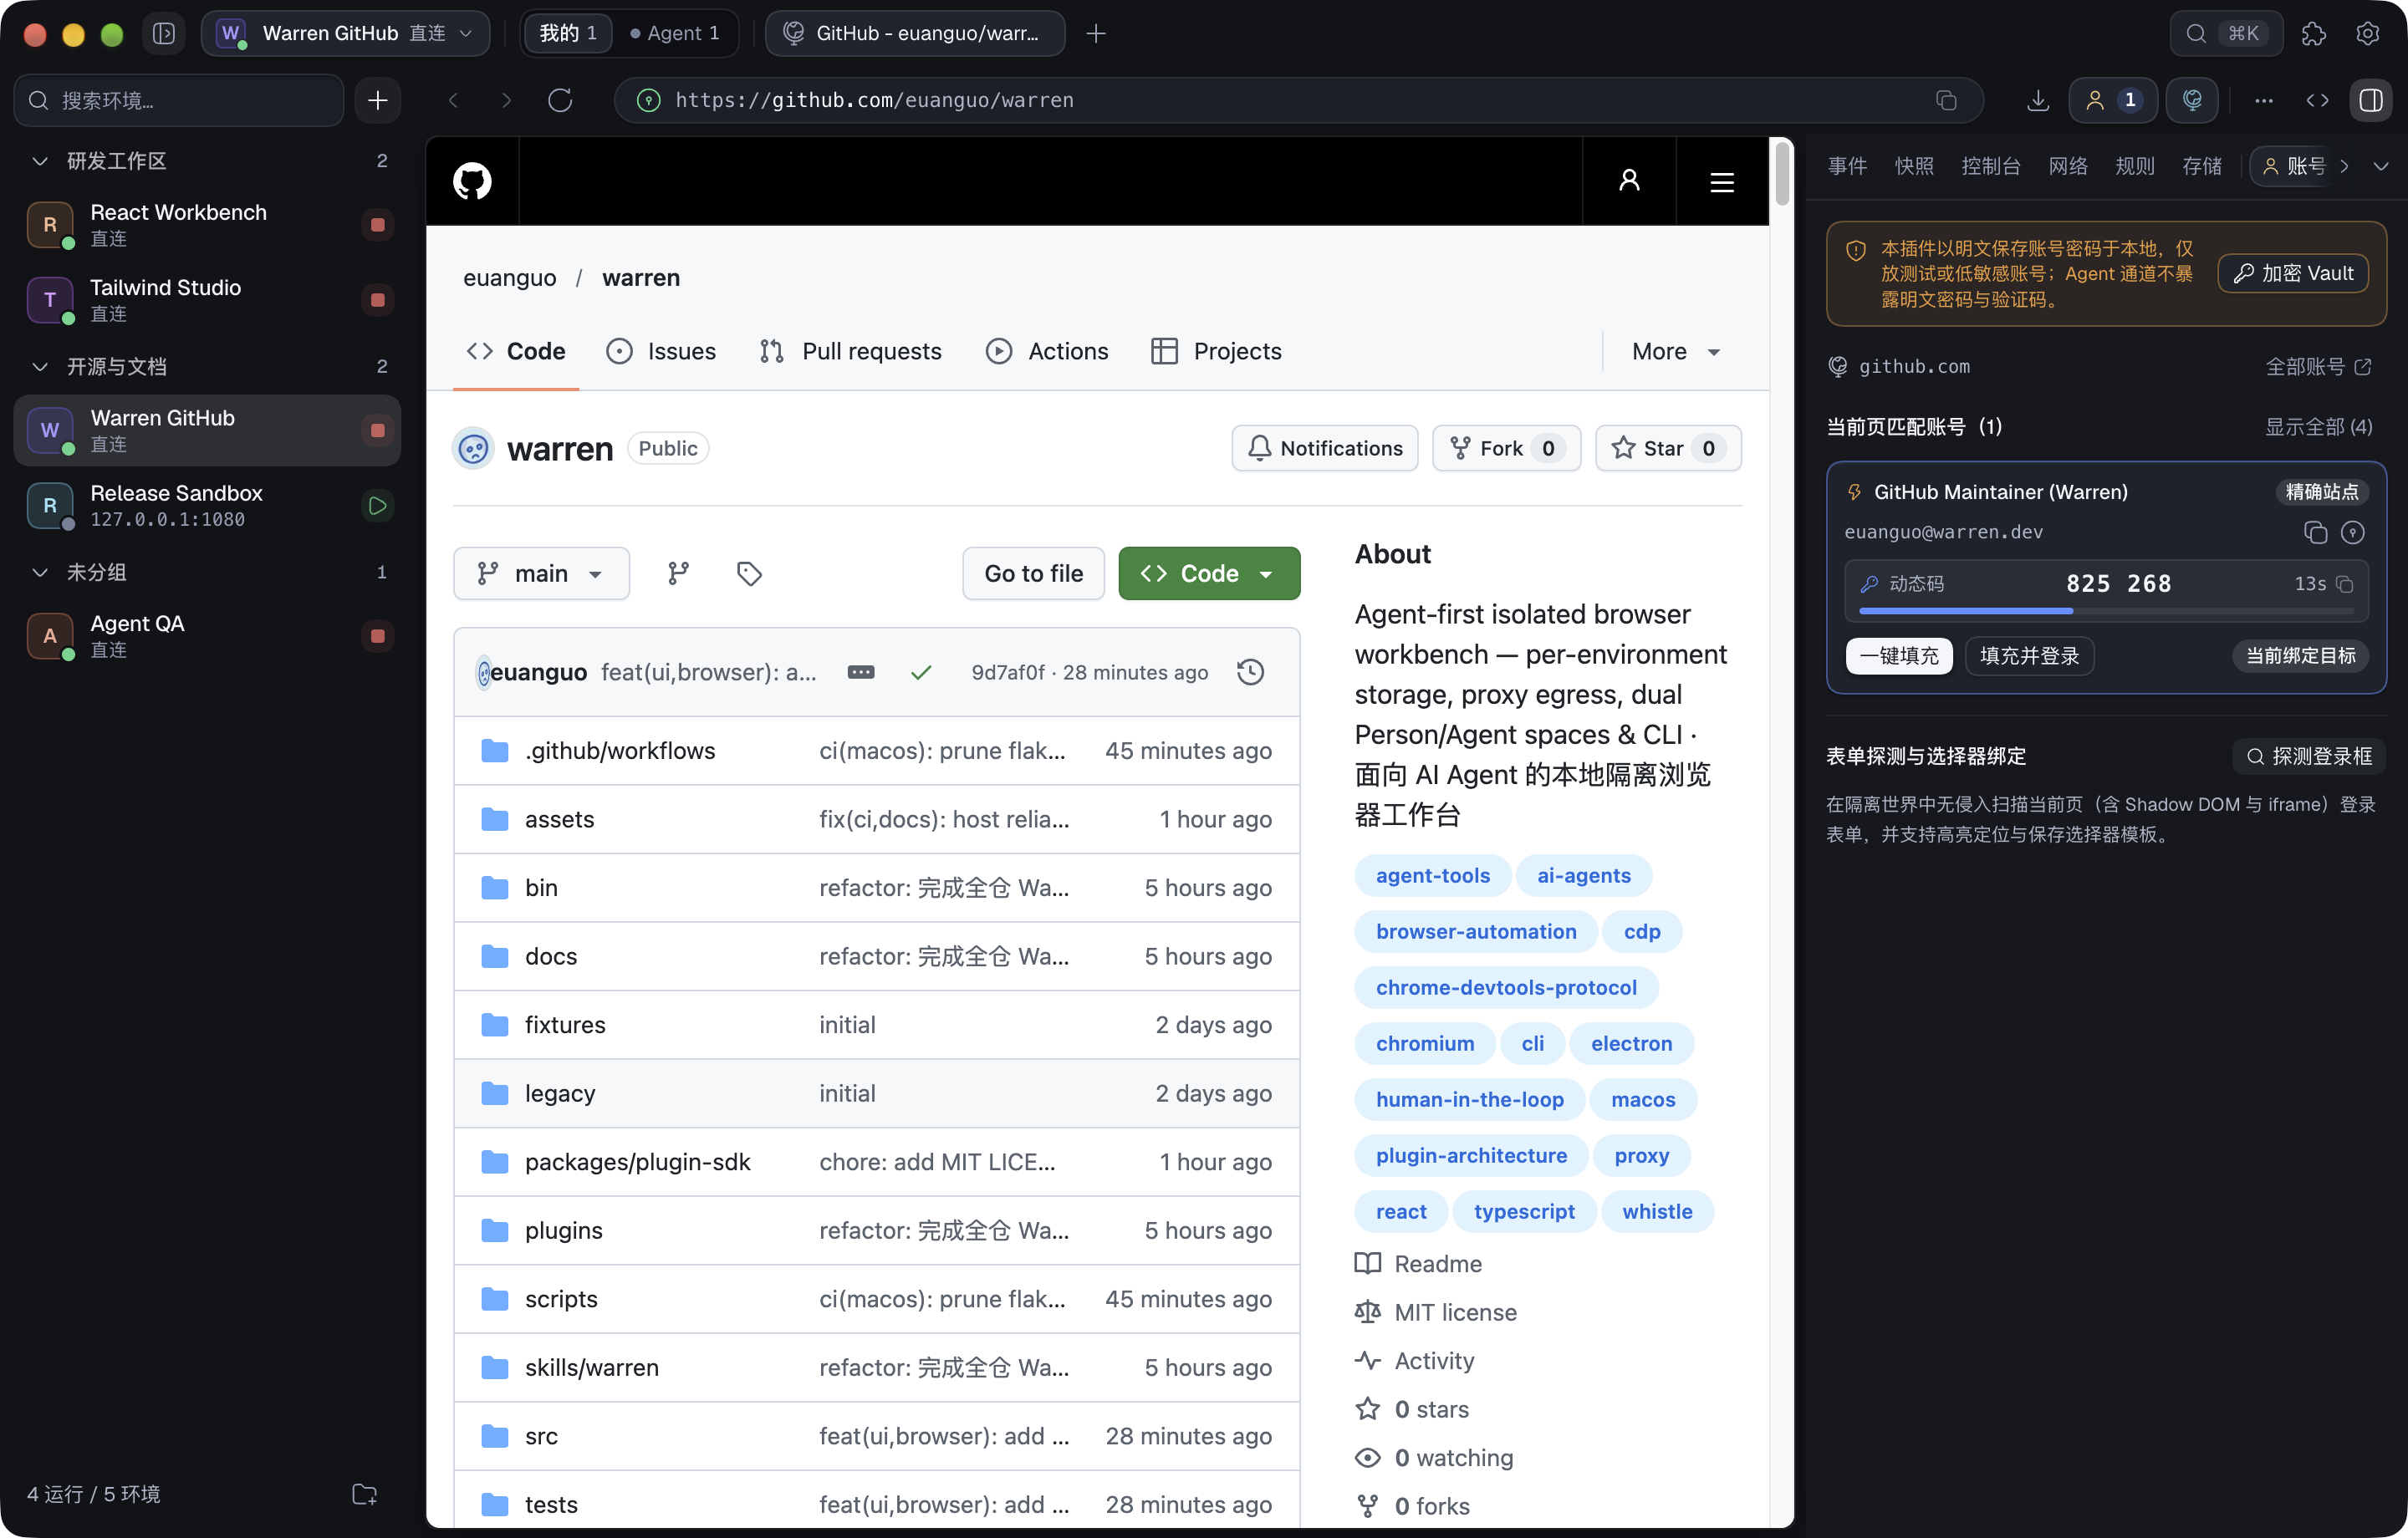 W Warren GitHub 直连
我的 1
Agent 1
GitHub - euanguo/warr...
⌘K
搜索环境...
https://github.com/euanguo/warren
1
研发工作区 2
R React Workbench
直连
T Tailwind Studio
直连
开源与文档 2
W Warren GitHub
直连
R Release Sandbox
127.0.0.1:1080
未分组 1
A Agent QA
直连
4 运行 / 5 环境
euanguo / warren
Code Issues Pull requests Actions Projects More
warren Public
Notifications Fork 0 Star 0
main Go to file Code
euanguo feat(ui,browser): a... 9d7af0f · 28 minutes ago
.github/workflows ci(macos): prune flak... 45 minutes ago
assets fix(ci,docs): host relia... 1 hour ago
bin refactor: 完成全仓 Wa... 5 hours ago
docs refactor: 完成全仓 Wa... 5 hours ago
fixtures initial 2 days ago
legacy initial 2 days ago
packages/plugin-sdk chore: add MIT LICE... 1 hour ago
plugins refactor: 完成全仓 Wa... 5 hours ago
scripts ci(macos): prune flak... 45 minutes ago
skills/warren refactor: 完成全仓 Wa... 5 hours ago
src feat(ui,browser): add ... 28 minutes ago
tests feat(ui,browser): add ... 28 minutes ago
About
Agent-first isolated browser
workbench — per-environment
storage, proxy egress, dual
Person/Agent spaces & CLI ·
面向 AI Agent 的本地隔离浏览
器工作台
agent-tools ai-agents
browser-automation cdp
chrome-devtools-protocol
chromium cli electron
human-in-the-loop macos
plugin-architecture proxy
react typescript whistle
Readme
MIT license
Activity
0 stars
0 watching
0 forks
事件 快照 控制台 网络 规则 存储 账号
本插件以明文保存账号密码于本地，仅
放测试或低敏感账号；Agent 通道不暴
露明文密码与验证码。
加密 Vault
github.com 全部账号
当前页匹配账号（1） 显示全部 (4)
GitHub Maintainer (Warren) 精确站点
euanguo@warren.dev
动态码 825 268 13s
一键填充 填充并登录 当前绑定目标
表单探测与选择器绑定 探测登录框
在隔离世界中无侵入扫描当前页（含 Shadow DOM 与 iframe）登录
表单，并支持高亮定位与保存选择器模板。